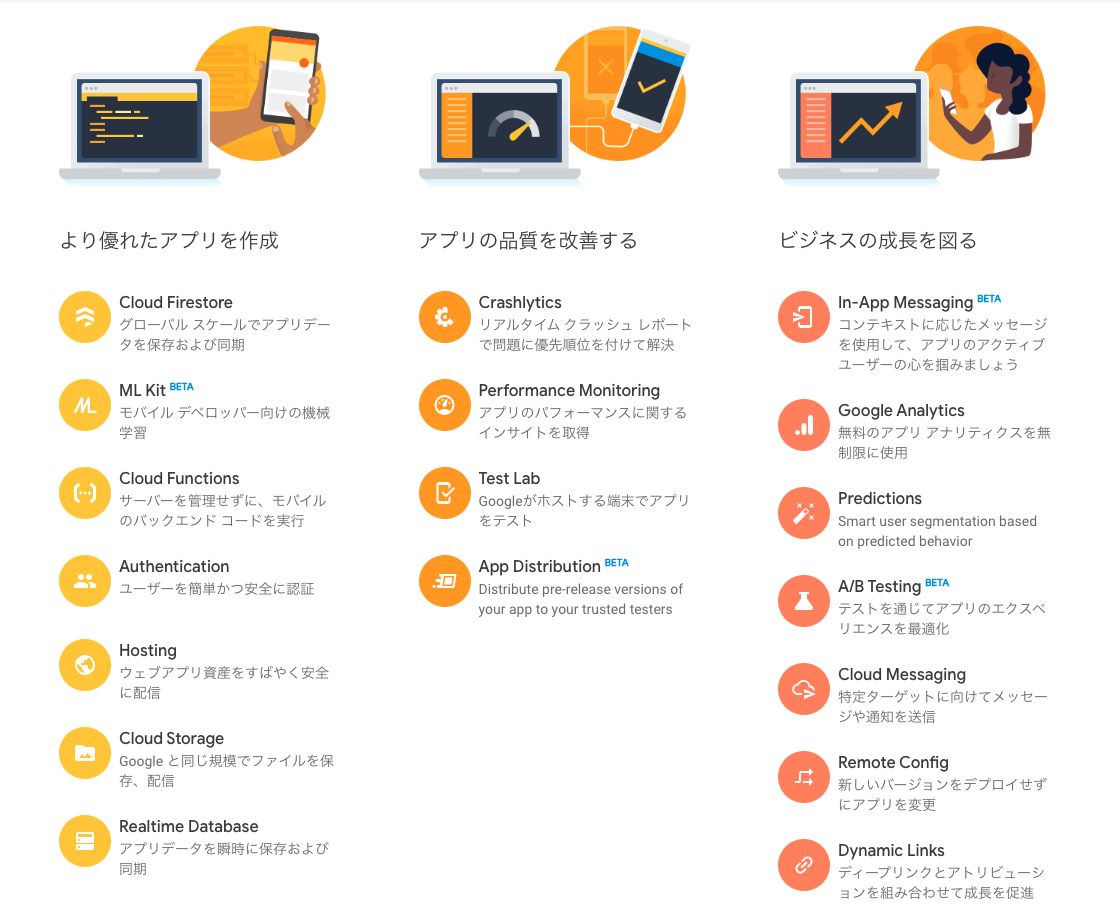 より優れたアプリを作成
Cloud Firestore
グローバル スケールでアプリデー
タを保存および同期
ML Kit BETA
モバイル デベロッパー向けの機械
学習
Cloud Functions
サーバーを管理せずに、モバイル
のバックエンド コードを実行
Authentication
ユーザーを簡単かつ安全に認証
Hosting
ウェブアプリ資産をすばやく安全
に配信
Cloud Storage
Google と同じ規模でファイルを保
存、配信
Realtime Database
アプリデータを瞬時に保存および
同期
アプリの品質を改善する
Crashlytics
リアルタイム クラッシュ レポート
で問題に優先順位を付けて解決
Performance Monitoring
アプリのパフォーマンスに関する
インサイトを取得
Test Lab
Googleがホストする端末でアプリ
をテスト
App Distribution BETA
Distribute pre-release versions of
your app to your trusted testers
ビジネスの成長を図る
In-App Messaging BETA
コンテキストに応じたメッセージ
を使用して、アプリのアクティブ
ユーザーの心を掴みましょう
Google Analytics
無料のアプリ アナリティクスを無
制限に使用
Predictions
Smart user segmentation based
on predicted behavior
A/B Testing BETA
テストを通じてアプリのエクスペ
リエンスを最適化
Cloud Messaging
特定ターゲットに向けてメッセー
ジや通知を送信
Remote Config
新しいバージョンをデプロイせず
にアプリを変更
Dynamic Links
ディープリンクとアトリビューシ
ョンを組み合わせて成長を促進